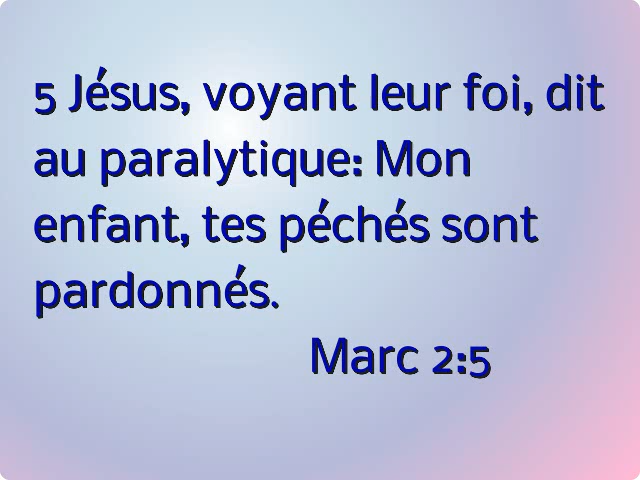 5 Jésus, voyant leur foi, dit
au paralytique: Mon
enfant, tes péchés sont
pardonnés.
Marc 2:5